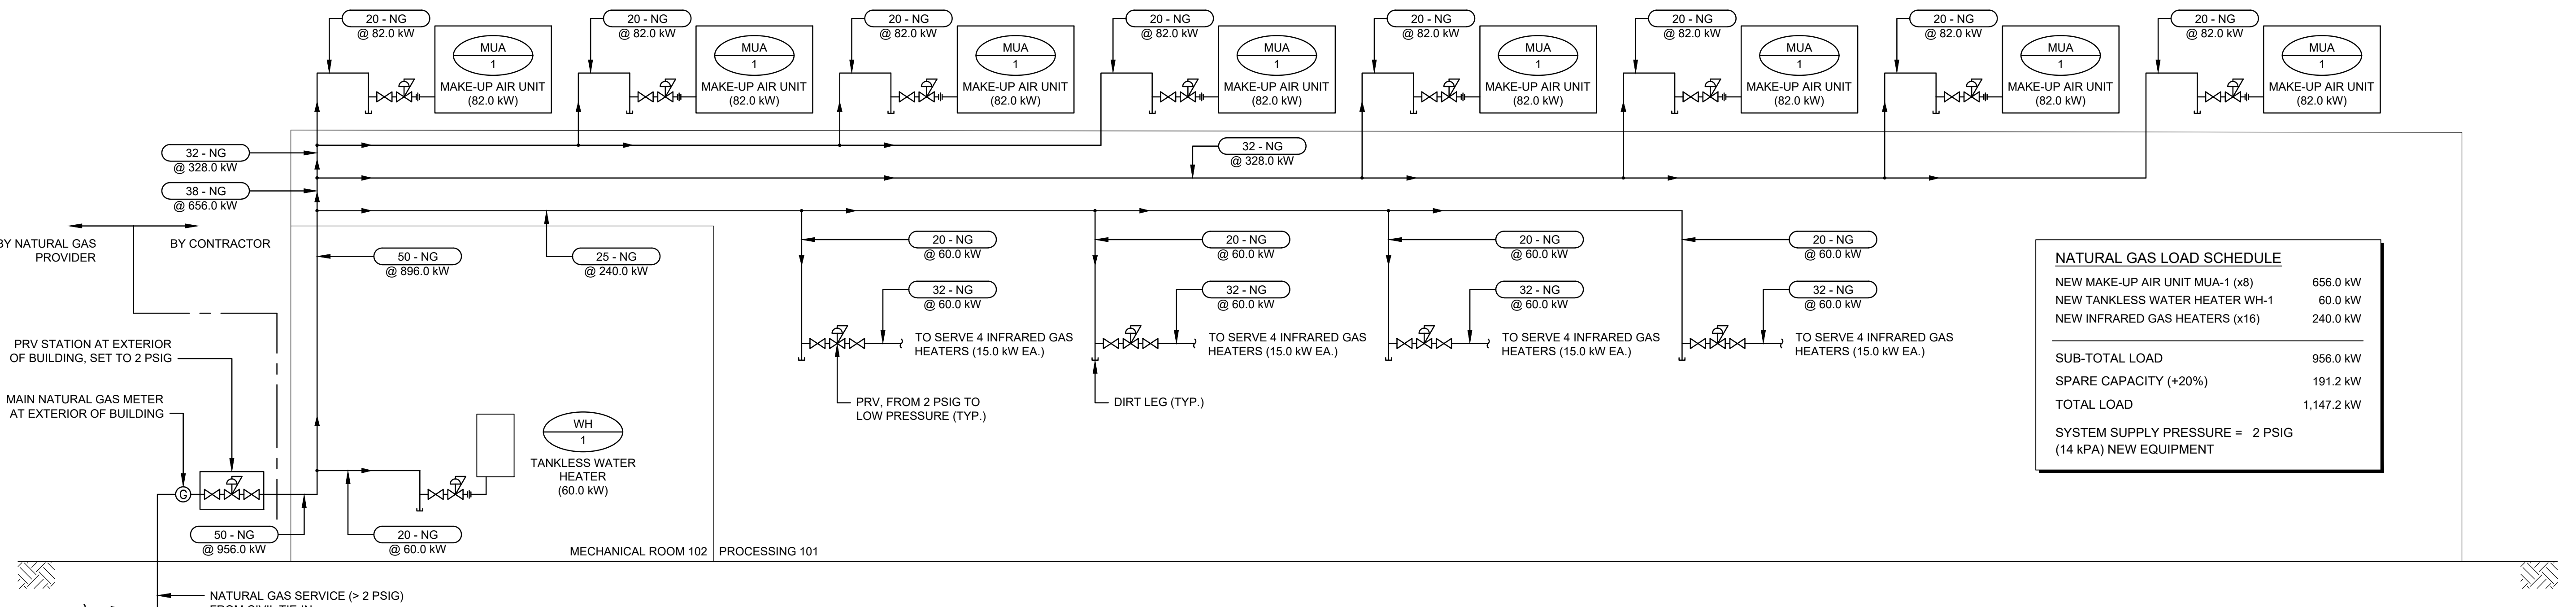 20 - NG
@ 82.0 kW
MUA
1
MAKE-UP AIR UNIT
(82.0 kW)
20 - NG
@ 82.0 kW
MUA
1
MAKE-UP AIR UNIT
(82.0 kW)
20 - NG
@ 82.0 kW
MUA
1
MAKE-UP AIR UNIT
(82.0 kW)
20 - NG
@ 82.0 kW
MUA
1
MAKE-UP AIR UNIT
(82.0 kW)
20 - NG
@ 82.0 kW
MUA
1
MAKE-UP AIR UNIT
(82.0 kW)
20 - NG
@ 82.0 kW
MUA
1
MAKE-UP AIR UNIT
(82.0 kW)
20 - NG
@ 82.0 kW
MUA
1
MAKE-UP AIR UNIT
(82.0 kW)
20 - NG
@ 82.0 kW
MUA
1
MAKE-UP AIR UNIT
(82.0 kW)
32 - NG
@ 328.0 kW
32 - NG
@ 328.0 kW
38 - NG
@ 656.0 kW
BY NATURAL GAS
PROVIDER
BY CONTRACTOR
50 - NG
@ 896.0 kW
25 - NG
@ 240.0 kW
20 - NG
@ 60.0 kW
32 - NG
@ 60.0 kW
TO SERVE 4 INFRARED GAS
HEATERS (15.0 kW EA.)
20 - NG
@ 60.0 kW
32 - NG
@ 60.0 kW
TO SERVE 4 INFRARED GAS
HEATERS (15.0 kW EA.)
20 - NG
@ 60.0 kW
32 - NG
@ 60.0 kW
TO SERVE 4 INFRARED GAS
HEATERS (15.0 kW EA.)
20 - NG
@ 60.0 kW
32 - NG
@ 60.0 kW
TO SERVE 4 INFRARED GAS
HEATERS (15.0 kW EA.)
PRV, FROM 2 PSIG TO
LOW PRESSURE (TYP.)
DIRT LEG (TYP.)
NATURAL GAS LOAD SCHEDULE
NEW MAKE-UP AIR UNIT MUA-1 (x8) 656.0 kW
NEW TANKLESS WATER HEATER WH-1 60.0 kW
NEW INFRARED GAS HEATERS (x16) 240.0 kW
SUB-TOTAL LOAD 956.0 kW
SPARE CAPACITY (+20%) 191.2 kW
TOTAL LOAD 1,147.2 kW
SYSTEM SUPPLY PRESSURE = 2 PSIG
(14 kPA) NEW EQUIPMENT
PRV STATION AT EXTERIOR
OF BUILDING, SET TO 2 PSIG
MAIN NATURAL GAS METER
AT EXTERIOR OF BUILDING
G
WH
1
TANKLESS WATER
HEATER
(60.0 kW)
50 - NG
@ 956.0 kW
20 - NG
@ 60.0 kW
MECHANICAL ROOM 102
PROCESSING 101
NATURAL GAS SERVICE (> 2 PSIG)
FROM CIVIL TIE-IN